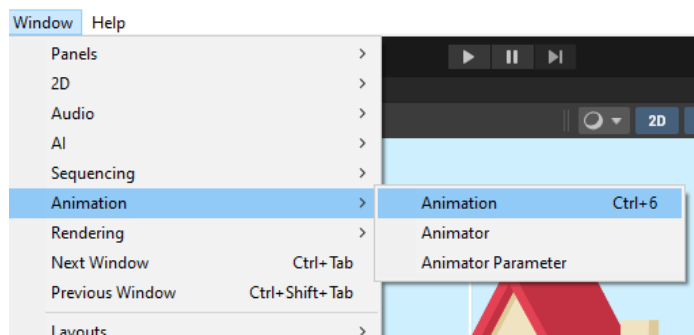 Window Help
Panels
2D
Audio
2D
AI
Sequencing
Animation
Animation Ctrl+6
Rendering
Animator
Next Window Ctrl+Tab
Animator Parameter
Previous Window Ctrl+Shift+Tab
Layouts